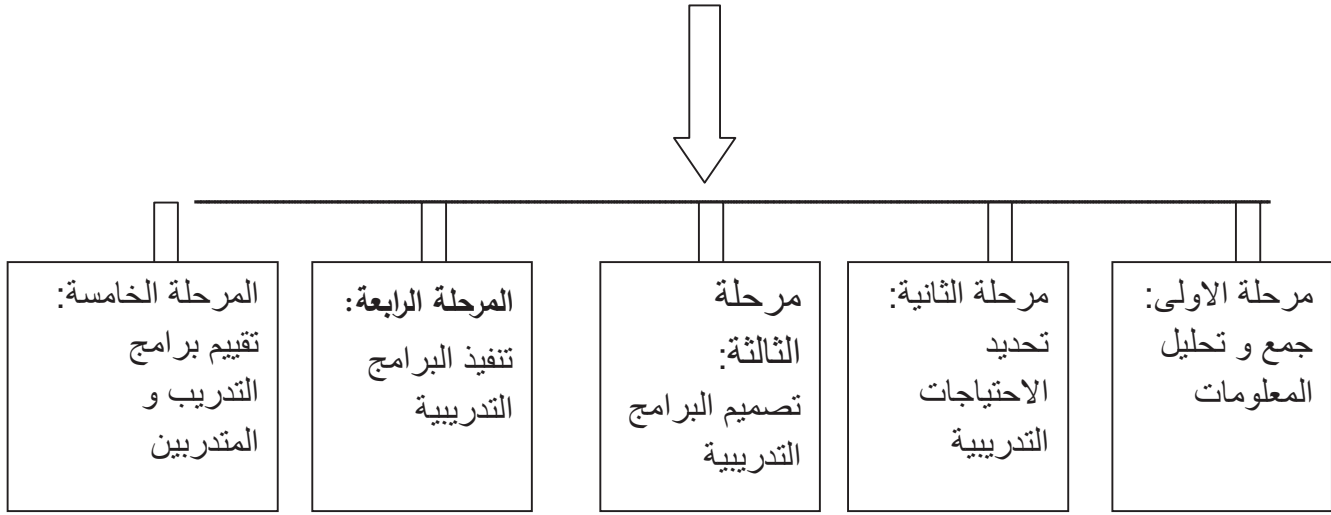 مرحلة الاولى:
جمع و تحليل
المعلومات
مرحلة الثانية:
تحديد
الاحتياجات
التدريبية
مرحلة
الثالثة:
تصميم البرامج
التدريبية
المرحلة الرابعة:
تنفيذ البرامج
التدريبية
المرحلة الخامسة:
تقييم برامج
التدريب و
المتدربين